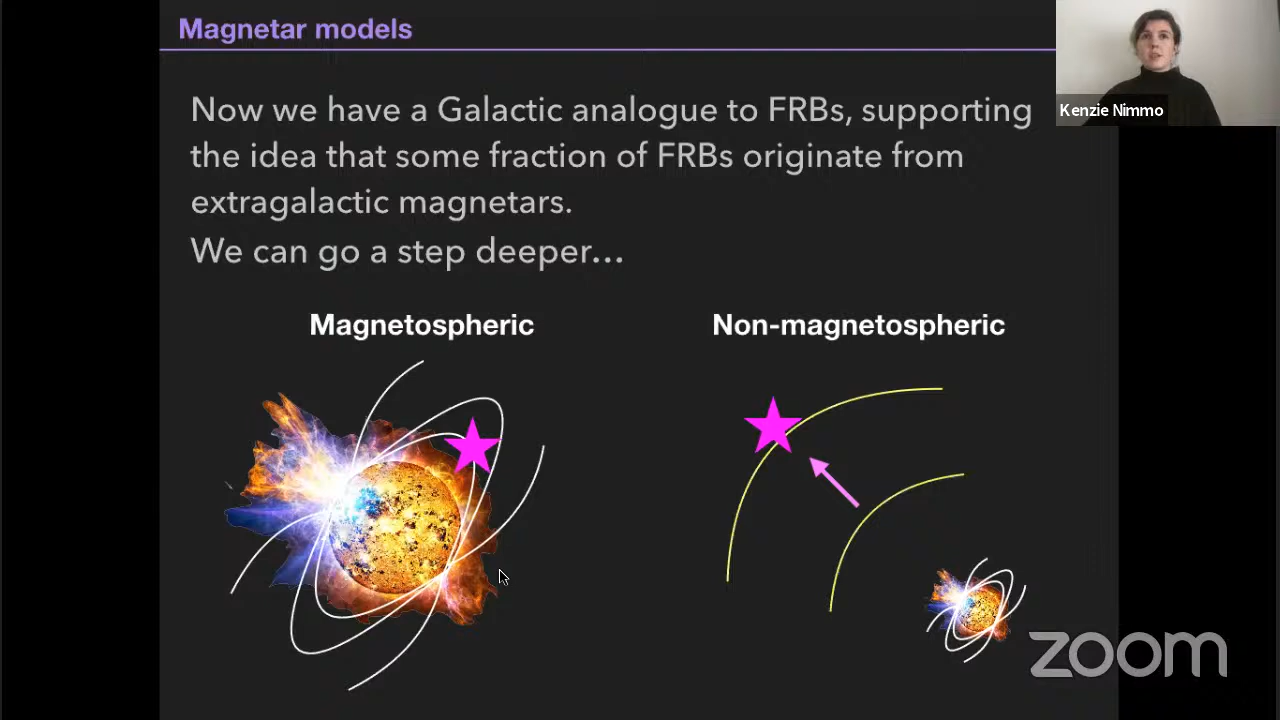 Magnetar models
Kenzie Nimmo
Now we have a Galactic analogue to FRBs, supporting
the idea that some fraction of FRBs originate from
extragalactic magnetars.
We can go a step deeper...
Magnetospheric
Non-magnetospheric
zoom